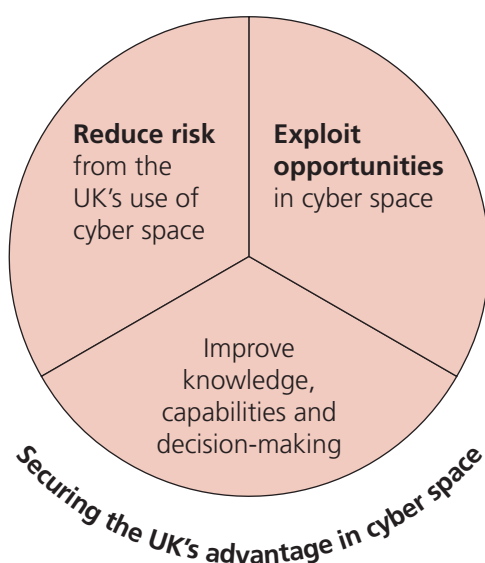 Reduce risk
from the
UK’s use of
cyber space
Exploit
opportunities
in cyber space
Improve
knowledge,
capabilities and
decision-making
Securing the UK’s advantage in cyber space